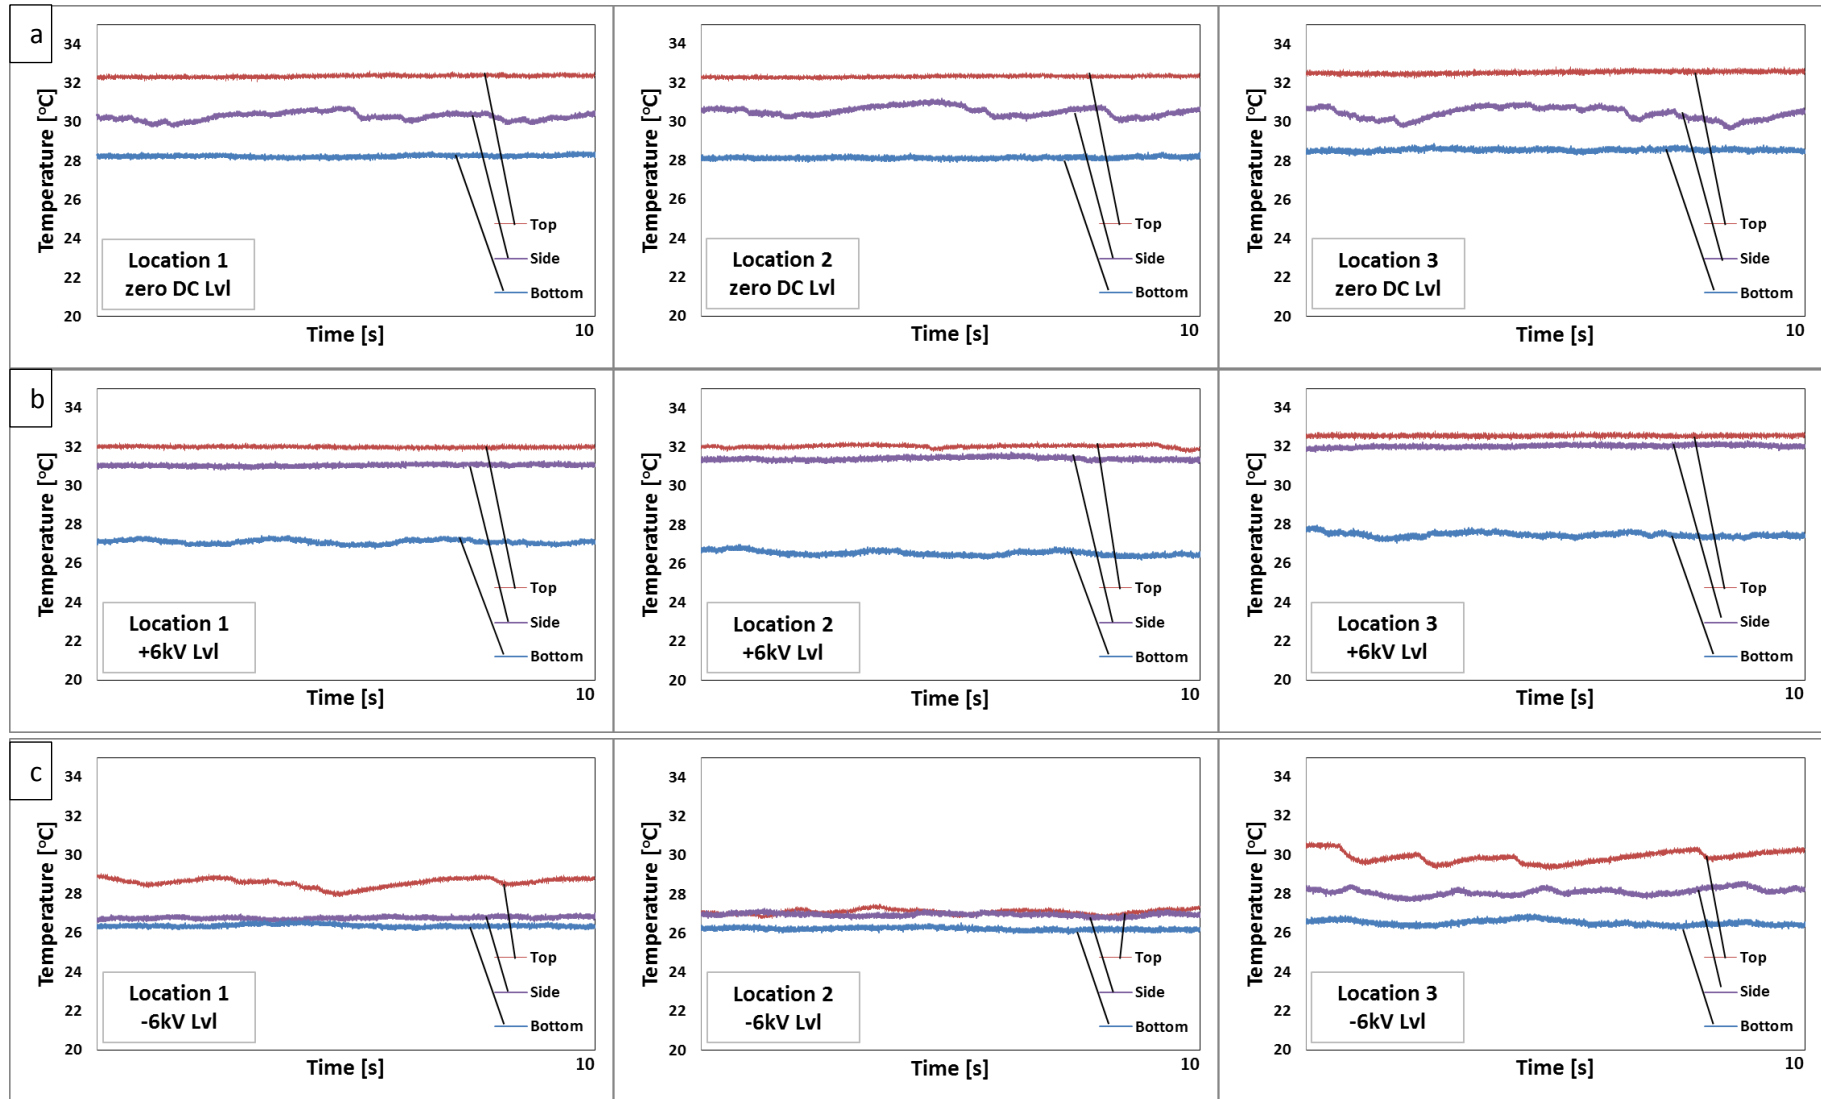 a
Temperature [°C]
34
32
30
28
26
24
22
20
Top
Side
Bottom
Location 1
zero DC Lvl
Time [s]
10
Temperature [°C]
34
32
30
28
26
24
22
20
Top
Side
Bottom
Location 2
zero DC Lvl
Time [s]
10
Temperature [°C]
34
32
30
28
26
24
22
20
Top
Side
Bottom
Location 3
zero DC Lvl
Time [s]
10
b
Temperature [°C]
34
32
30
28
26
24
22
20
Top
Side
Bottom
Location 1
+6kV Lvl
Time [s]
10
Temperature [°C]
34
32
30
28
26
24
22
20
Top
Side
Bottom
Location 2
+6kV Lvl
Time [s]
10
Temperature [°C]
34
32
30
28
26
24
22
20
Top
Side
Bottom
Location 3
+6kV Lvl
Time [s]
10
c
Temperature [°C]
34
32
30
28
26
24
22
20
Top
Side
Bottom
Location 1
-6kV Lvl
Time [s]
10
Temperature [°C]
34
32
30
28
26
24
22
20
Top
Side
Bottom
Location 2
-6kV Lvl
Time [s]
10
Temperature [°C]
34
32
30
28
26
24
22
20
Top
Side
Bottom
Location 3
-6kV Lvl
Time [s]
10